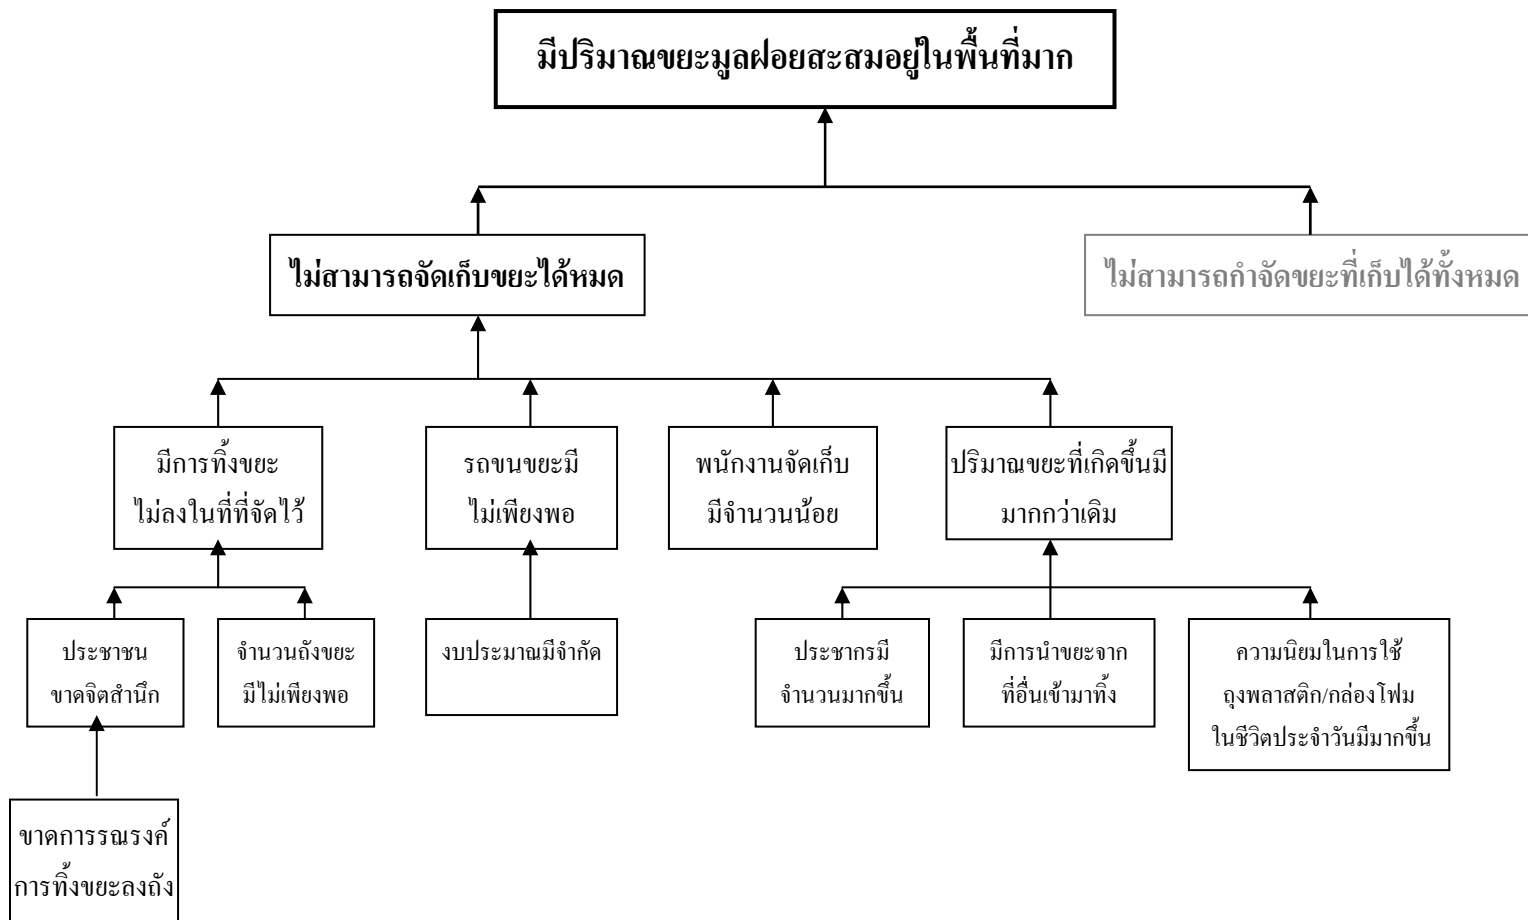 มีปริมาณขยะมูลฝอยสะสมอยู่ในพื้นที่มาก
ไม่สามารถจัดเก็บขยะได้หมด
ไม่สามารถกำจัดขยะที่เก็บได้ทั้งหมด
มีการทิ้งขยะ
ไม่ลงในที่ที่จัดไว้
รถขนขยะมี
ไม่เพียงพอ
พนักงานจัดเก็บ
มีจำนวนน้อย
ปริมาณขยะที่เกิดขึ้นมี
มากกว่าเดิม
ประชาชน
ขาดจิตสำนึก
จำนวนถังขยะ
มีไม่เพียงพอ
งบประมาณมีจำกัด
ประชากรมี
จำนวนมากขึ้น
มีการนำขยะจาก
ที่อื่นเข้ามาทิ้ง
ความนิยมในการใช้
ถุงพลาสติก/กล่องโฟม
ในชีวิตประจำวันมีมากขึ้น
ขาดการรณรงค์
การทิ้งขยะลงถัง